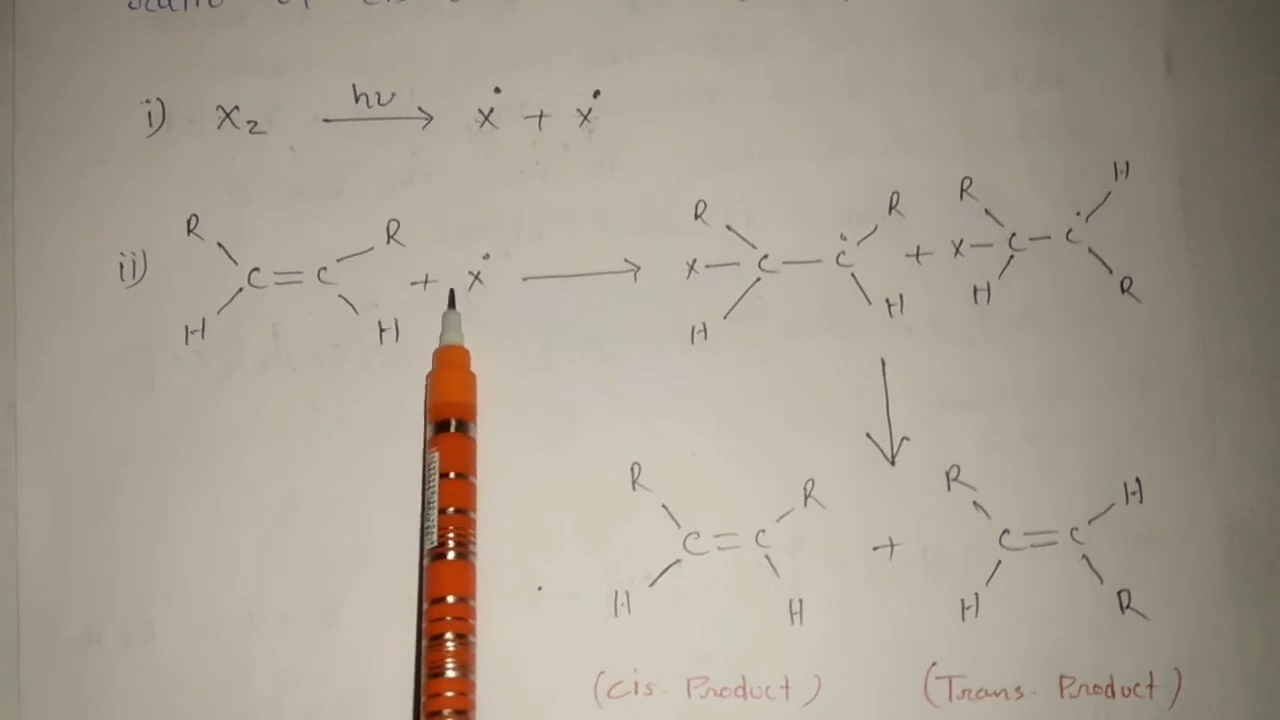 i) X2 hν X• + X•
R R R R R H
ii) C=C + X• X—C—C• + X—C—C•
H H H H H R
R R R H
C=C + C=C
H H H R
(Cis- Product) (Trans- Product)